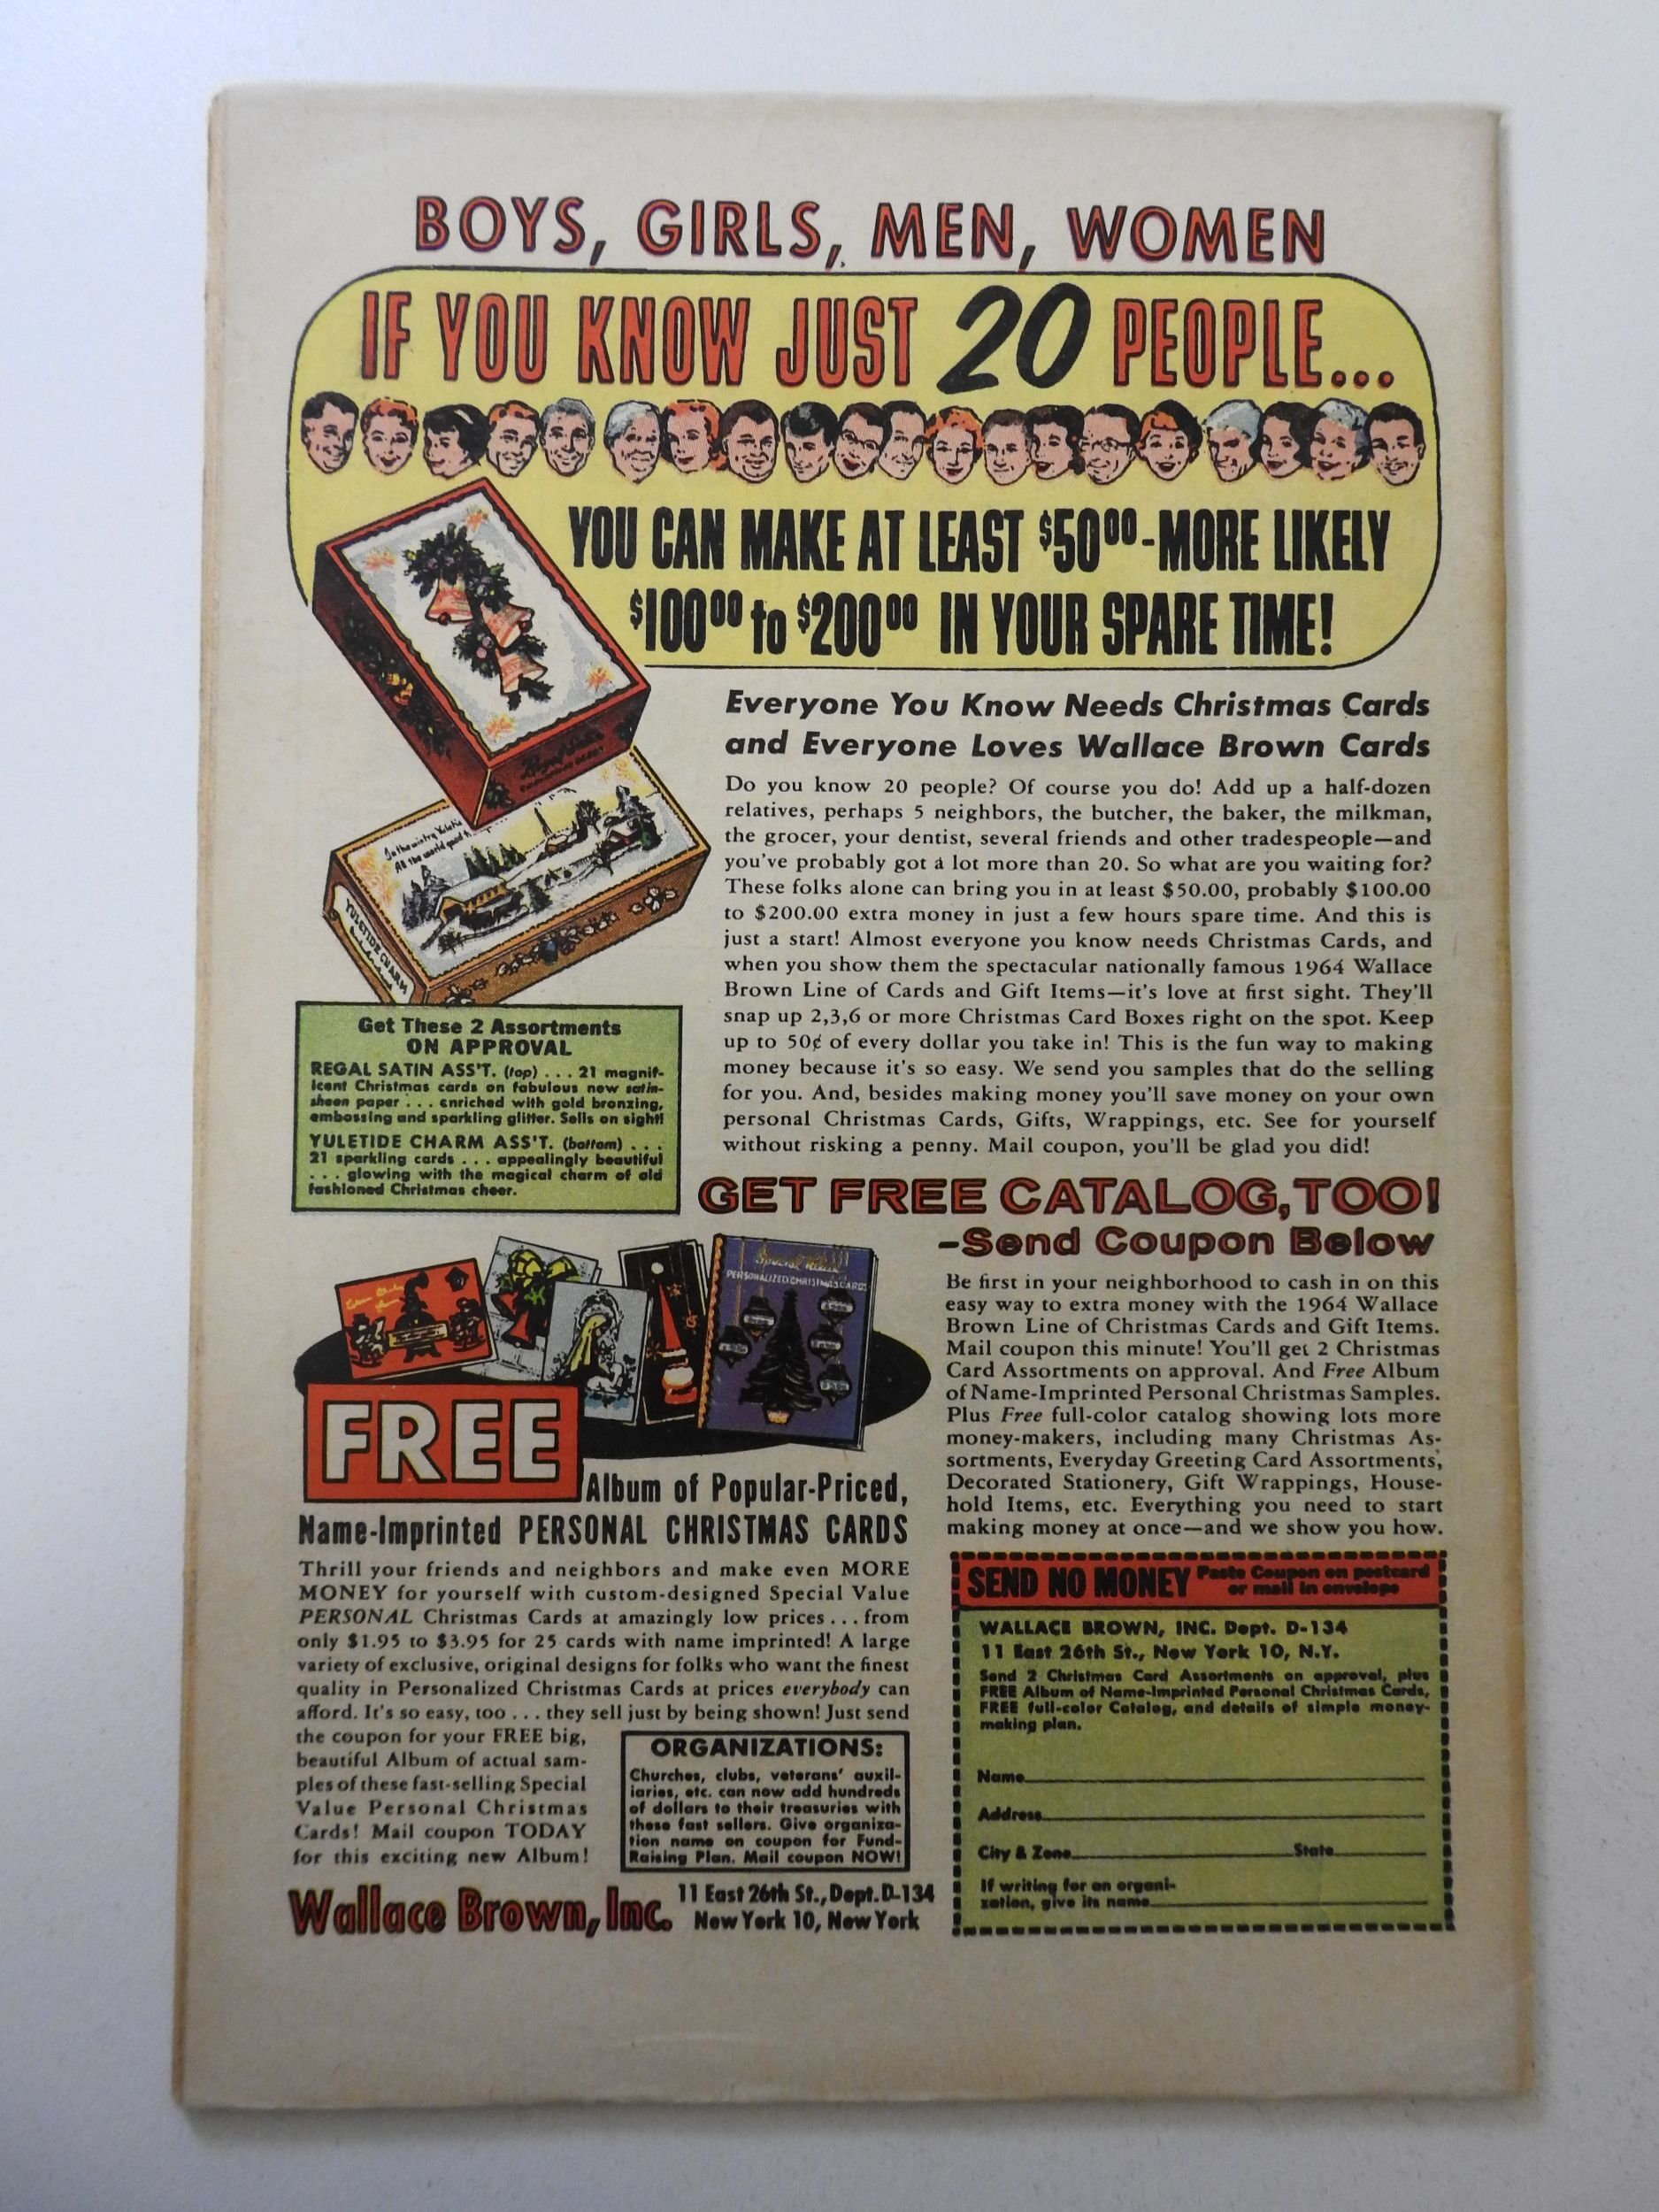 BOYS, GIRLS, MEN, WOMEN
IF YOU KNOW JUST 20 PEOPLE...
YOU CAN MAKE AT LEAST $50⁰⁰-MORE LIKELY
$100⁰⁰ to $200⁰⁰ IN YOUR SPARE TIME!
Everyone You Know Needs Christmas Cards
and Everyone Loves Wallace Brown Cards
Do you know 20 people? Of course you do! Add up a half-dozen
relatives, perhaps 5 neighbors, the butcher, the baker, the milkman,
the grocer, your dentist, several friends and other tradespeople—and
you've probably got a lot more than 20. So what are you waiting for?
These folks alone can bring you in at least $50.00, probably $100.00
to $200.00 extra money in just a few hours spare time. And this is
just a start! Almost everyone you know needs Christmas Cards, and
when you show them the spectacular nationally famous 1964 Wallace
Brown Line of Cards and Gift Items—it's love at first sight. They'll
snap up 2,3,6 or more Christmas Card Boxes right on the spot. Keep
up to 50¢ of every dollar you take in! This is the fun way to making
money because it's so easy. We send you samples that do the selling
for you. And, besides making money you'll save money on your own
personal Christmas Cards, Gifts, Wrappings, etc. See for yourself
without risking a penny. Mail coupon, you'll be glad you did!
In the wintry Yuletide
All the world
YULETIDE CHARM
Get These 2 Assortments
ON APPROVAL
REGAL SATIN ASS'T. (top) . . . 21 magnif-
icent Christmas cards on fabulous new satin-
sheen paper . . . enriched with gold bronzing,
embossing and sparkling glitter. Sells on sight!
YULETIDE CHARM ASS'T. (bottom) . . .
21 sparkling cards . . . appealingly beautiful
. . . glowing with the magical charm of old
fashioned Christmas cheer.
GET FREE CATALOG, TOO!
-Send Coupon Below
Be first in your neighborhood to cash in on this
easy way to extra money with the 1964 Wallace
Brown Line of Christmas Cards and Gift Items.
Mail coupon this minute! You'll get 2 Christmas
Card Assortments on approval. And Free Album
of Name-Imprinted Personal Christmas Samples.
Plus Free full-color catalog showing lots more
money-makers, including many Christmas As-
sortments, Everyday Greeting Card Assortments,
Decorated Stationery, Gift Wrappings, House-
hold Items, etc. Everything you need to start
making money at once—and we show you how.
Special Value
PERSONALIZED CHRISTMAS CARDS
FREE
Album of Popular-Priced,
Name-Imprinted PERSONAL CHRISTMAS CARDS
Thrill your friends and neighbors and make even MORE
MONEY for yourself with custom-designed Special Value
PERSONAL Christmas Cards at amazingly low prices . . . from
only $1.95 to $3.95 for 25 cards with name imprinted! A large
variety of exclusive, original designs for folks who want the finest
quality in Personalized Christmas Cards at prices everybody can
afford. It's so easy, too . . . they sell just by being shown! Just send
the coupon for your FREE big,
beautiful Album of actual sam-
ples of these fast-selling Special
Value Personal Christmas
Cards! Mail coupon TODAY
for this exciting new Album!
ORGANIZATIONS:
Churches, clubs, veterans' auxil-
iaries, etc. can now add hundreds
of dollars to their treasuries with
these fast sellers. Give organiza-
tion name on coupon for Fund-
Raising Plan. Mail coupon NOW!
Wallace Brown, Inc.
11 East 26th St., Dept. D-134
New York 10, New York
SEND NO MONEY
Paste Coupon on postcard
or mail in envelope
WALLACE BROWN, INC. Dept. D-134
11 East 26th St., New York 10, N.Y.
Send 2 Christmas Card Assortments on approval, plus
FREE Album of Name-Imprinted Personal Christmas Cards,
FREE full-color Catalog, and details of simple money-
making plan.
Name
Address
City & Zone State
If writing for an organi-
zation, give its name